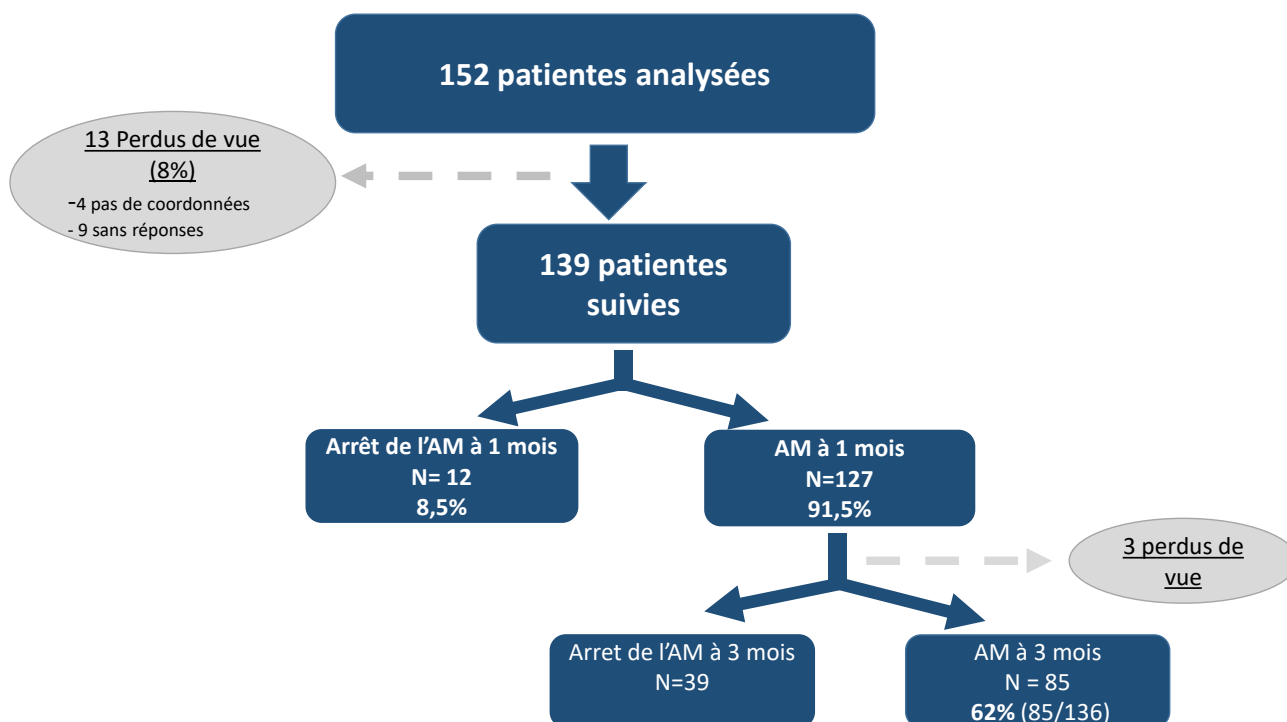 152 patientes analysées
13 Perdus de vue
(8%)
-4 pas de coordonnées
- 9 sans réponses
139 patientes
suivies
Arrêt de l'AM à 1 mois
N= 12
8,5%
AM à 1 mois
N=127
91,5%
3 perdus de
vue
Arret de l'AM à 3 mois
N=39
AM à 3 mois
N = 85
62% (85/136)